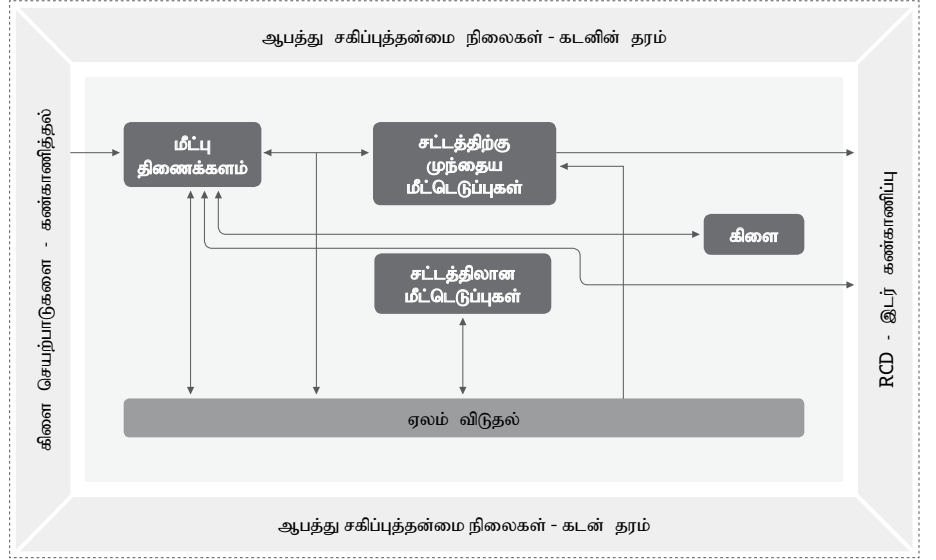 ஆபத்து சகிப்புத்தன்மை நிலைகள் - கடனின் தரம்
கிளை செயற்பாடுகளை - கண்காணித்தல்
மீட்பு
திணைக்களம்
சட்டத்திற்கு
முந்தைய
மீட்டெடுப்புகள்
கிளை
சட்டத்திலான
மீட்டெடுப்புகள்
ஏலம் விடுதல்
RCD - இடர் கண்காணிப்பு
ஆபத்து சகிப்புத்தன்மை நிலைகள் - கடன் தரம்